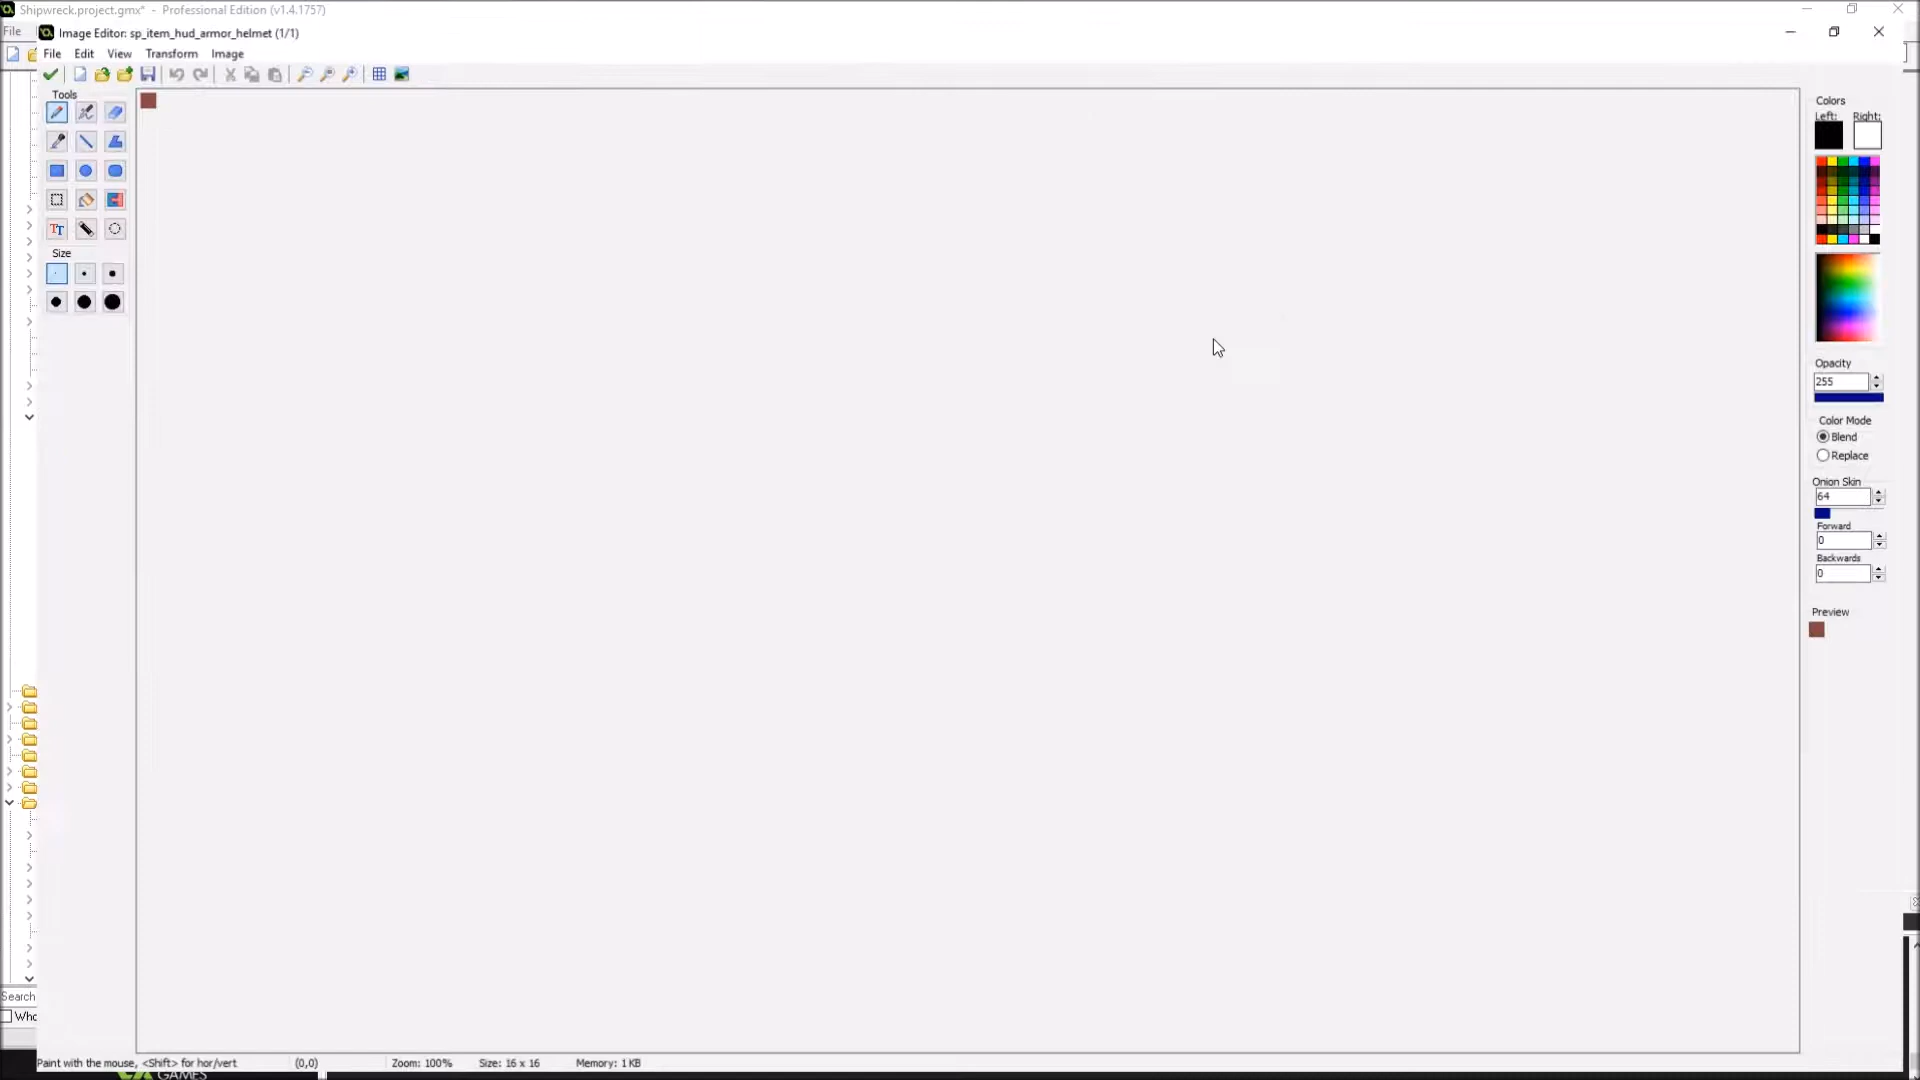 Shipwreck.project.gmx* - Professional Edition (v1.4.1757)
File
Image Editor: sp_item_hud_armor_helmet (1/1)
File Edit View Transform Image
Tools
Size
Colors
Left: Right:
Opacity
255
Color Mode
Blend
Replace
Onion Skin
64
Forward
0
Backwards
0
Preview
Search
Paint with the mouse, <Shift> for hor/vert (0,0) Zoom: 100% Size: 16 x 16 Memory: 1 KB
GAMES